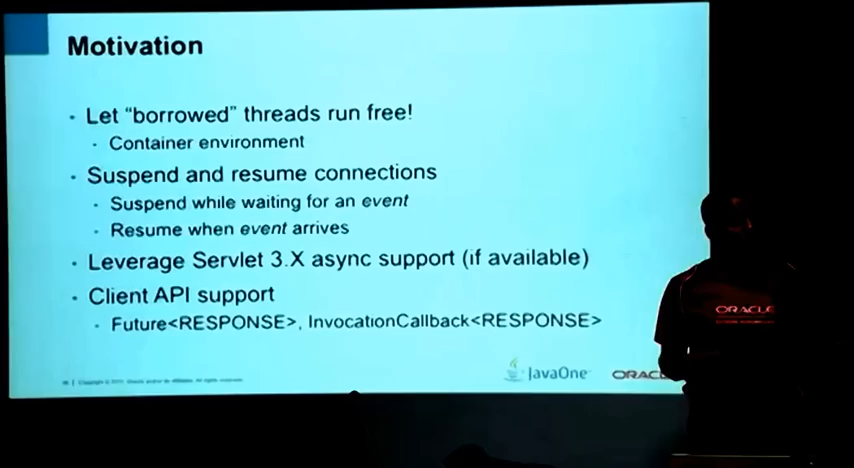 Motivation
• Let “borrowed” threads run free!
• Container environment
• Suspend and resume connections
• Suspend while waiting for an event
• Resume when event arrives
• Leverage Servlet 3.X async support (if available)
• Client API support
• Future<RESPONSE>, InvocationCallback<RESPONSE>
JavaOne
ORACL
ORACLE